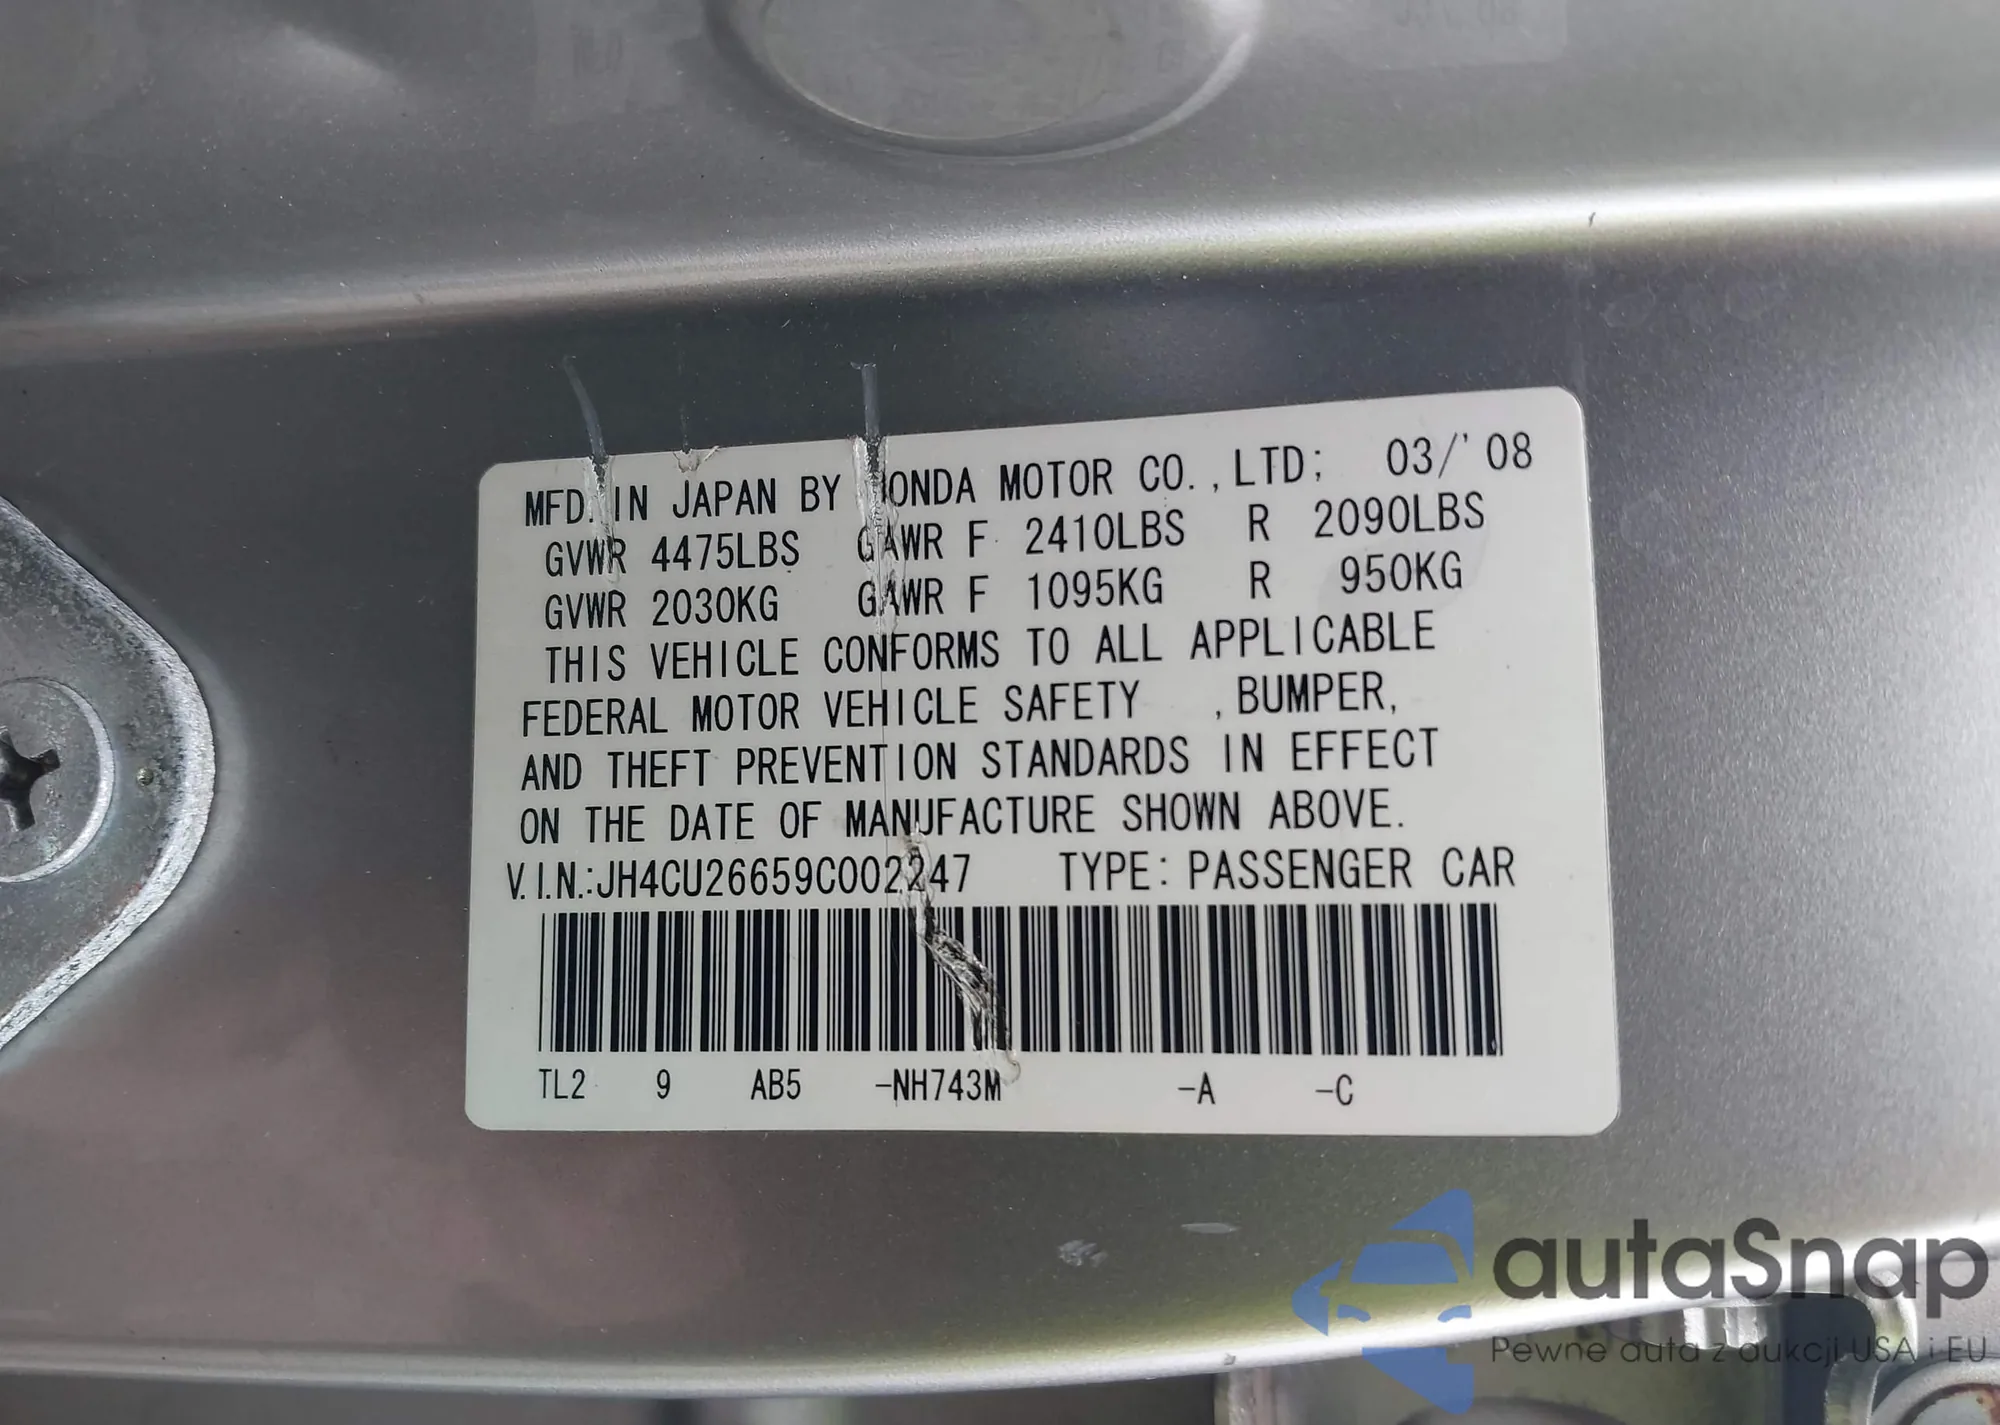 MFD. IN JAPAN BY HONDA MOTOR CO., LTD; 03/'08
GVWR 4475LBS GAWR F 2410LBS R 2090LBS
GVWR 2030KG GAWR F 1095KG R 950KG
THIS VEHICLE CONFORMS TO ALL APPLICABLE
FEDERAL MOTOR VEHICLE SAFETY , BUMPER,
AND THEFT PREVENTION STANDARDS IN EFFECT
ON THE DATE OF MANUFACTURE SHOWN ABOVE.
V.I.N.:JH4CU26659C002247 TYPE: PASSENGER CAR
TL2 9 AB5 -NH743M -A -C
autaSnap
Pewne auta z aukcji USA i EU